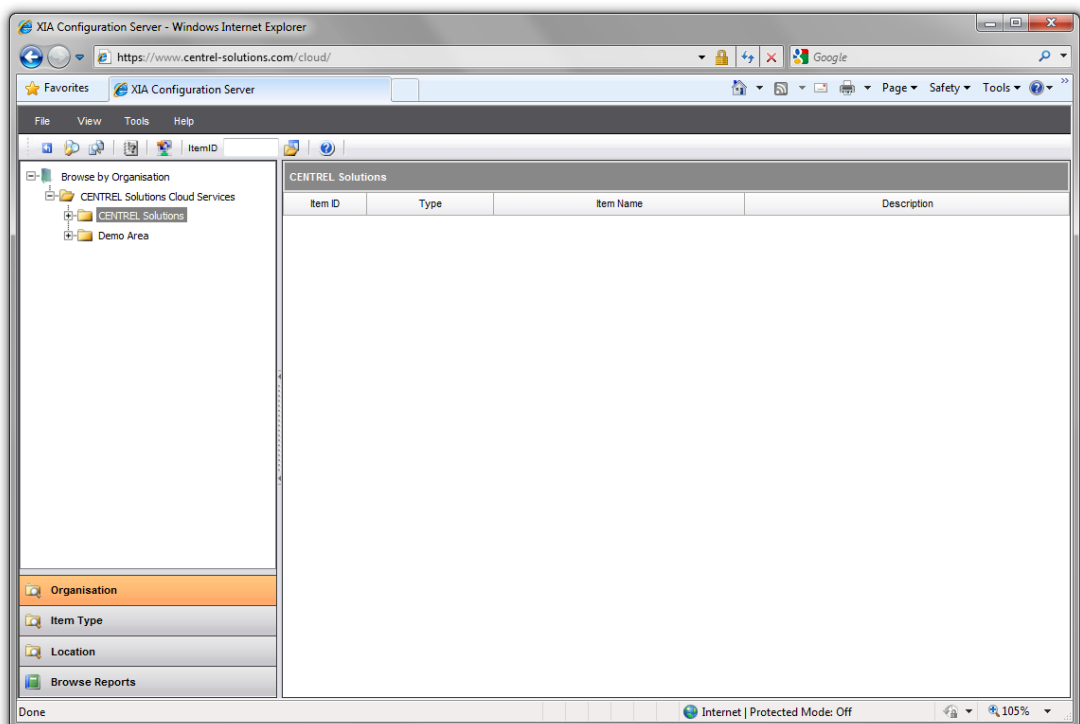 XIA Configuration Server - Windows Internet Explorer
https://www.centrel-solutions.com/cloud/
Google
Favorites
XIA Configuration Server
Page
Safety
Tools
File View Tools Help
ItemID
Browse by Organisation
CENTREL Solutions Cloud Services
CENTREL Solutions
Demo Area
Organisation
Item Type
Location
Browse Reports
CENTREL Solutions
Item ID Type Item Name Description
Done
Internet | Protected Mode: Off
105%